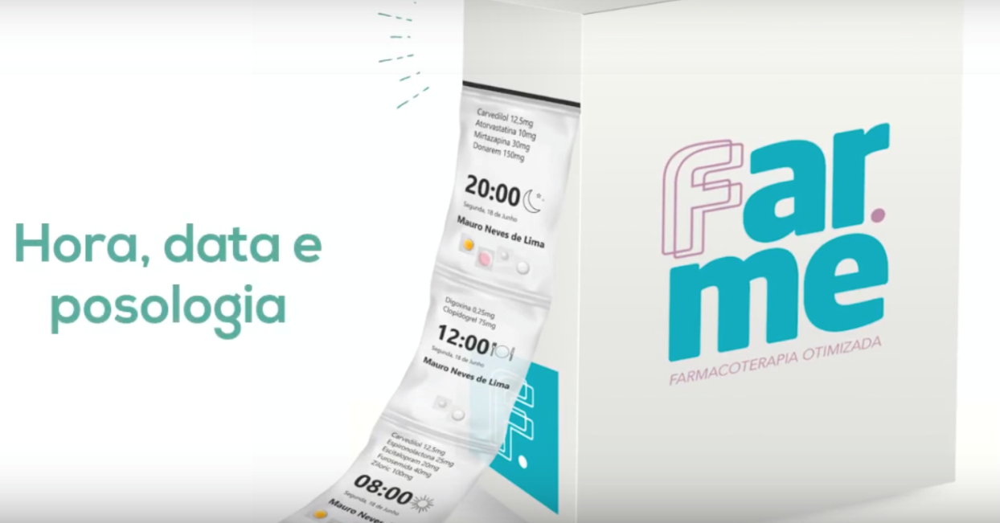 Hora, data e
posologia
Carvedilol 12,5mg
Atorvastatina 10mg
Mirtazapina 30mg
Donarem 150mg
20:00
Segunda, 18 de Junho
Mauro Neves de Lima
Digoxina 0,25mg
Clopidogrel 75mg
12:00
Segunda, 18 de Junho
Mauro Neves de Lima
Carvedilol 12,5mg
Espironolactona 25mg
Escitalopram 20mg
Furosemida 40mg
Ziloric 100mg
08:00
Segunda, 18 de Junho
Mauro Neves
Far.
me
FARMACOTERAPIA OTIMIZADA